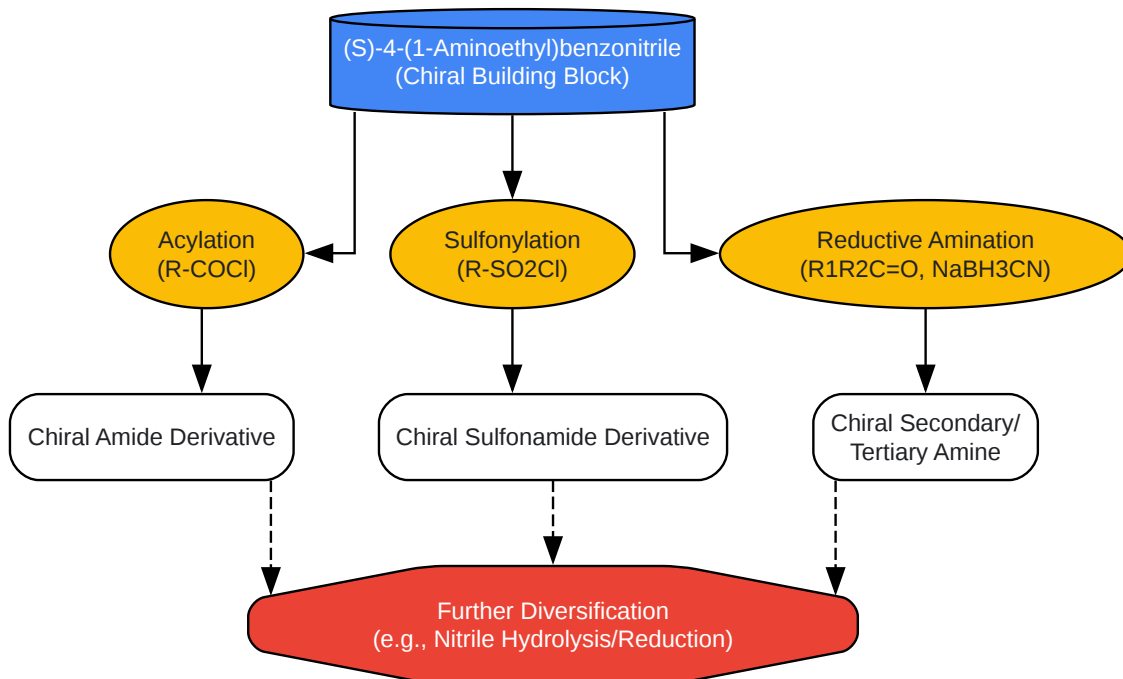 (S)-4-(1-Aminoethyl)benzonitrile
(Chiral Building Block)
Acylation
(R-COCl)
Sulfonylation
(R-SO2Cl)
Reductive Amination
(R1R2C=O, NaBH3CN)
Chiral Amide Derivative
Chiral Sulfonamide Derivative
Chiral Secondary/
Tertiary Amine
Further Diversification
(e.g., Nitrile Hydrolysis/Reduction)